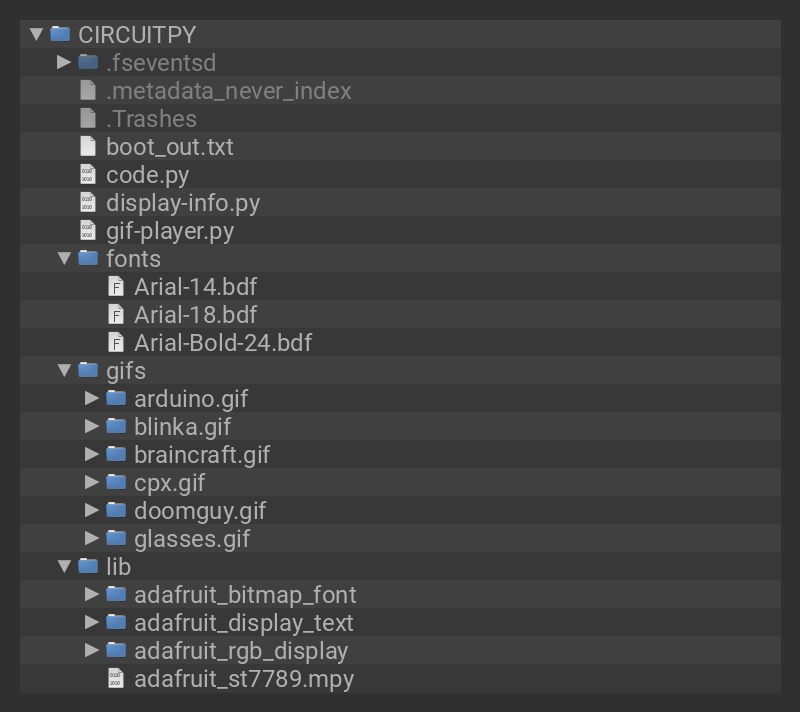 CIRCUITPY
.fseventsd
.metadata_never_index
.Trashes
boot_out.txt
code.py
display-info.py
gif-player.py
fonts
Arial-14.bdf
Arial-18.bdf
Arial-Bold-24.bdf
gifs
arduino.gif
blinka.gif
braincraft.gif
cpx.gif
doomguy.gif
glasses.gif
lib
adafruit_bitmap_font
adafruit_display_text
adafruit_rgb_display
adafruit_st7789.mpy